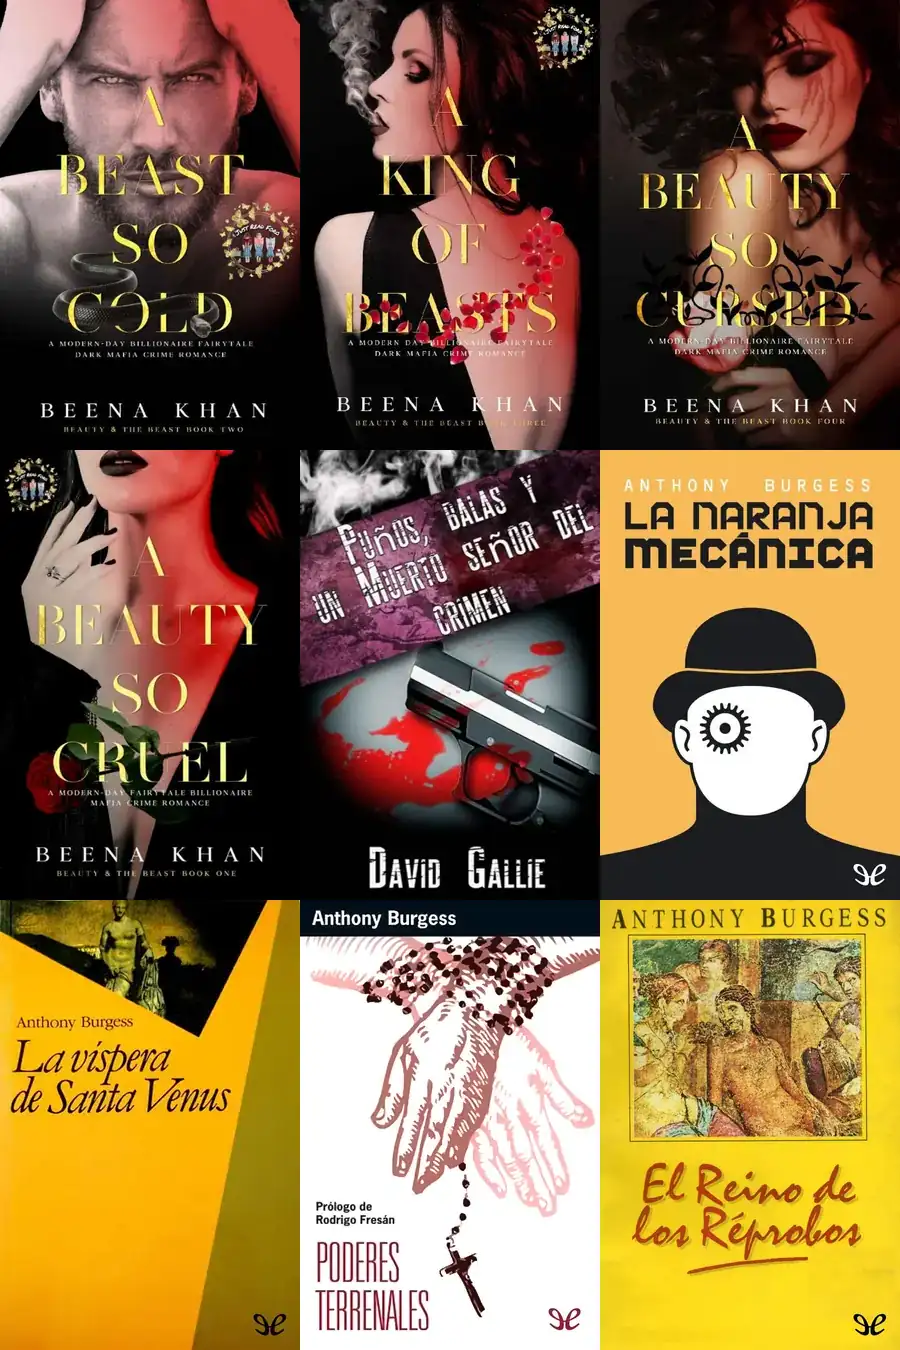 A
BEAST
SO
COLD
JUST READ FORO
A MODERN-DAY BILLIONAIRE FAIRYTALE
DARK MAFIA CRIME ROMANCE
BEENA KHAN
BEAUTY & THE BEAST BOOK TWO
A
KING
OF
BEASTS
A MODERN DAY BILLIONAIRE FAIRYTALE
DARK MAFIA CRIME ROMANCE
BEENA KHAN
BEAUTY & THE BEAST BOOK THREE
A
BEAUTY
SO
CURSED
A MODERN-DAY BILLIONAIRE FAIRYTALE
DARK MAFIA CRIME ROMANCE
BEENA KHAN
BEAUTY & THE BEAST BOOK FOUR
A
BEAUTY
SO
CRUEL
A MODERN-DAY FAIRYTALE BILLIONAIRE
MAFIA CRIME ROMANCE
BEENA KHAN
BEAUTY & THE BEAST BOOK ONE
Puños, balas y
un Muerto señor del
crimen
David Gallie
ANTHONY BURGESS
LA NARANJA
MECÁNICA
Anthony Burgess
La víspera
de Santa Venus
Anthony Burgess
Prólogo de
Rodrigo Fresán
PODERES
TERRENALES
ANTHONY BURGESS
El Reino de
los Réprobos